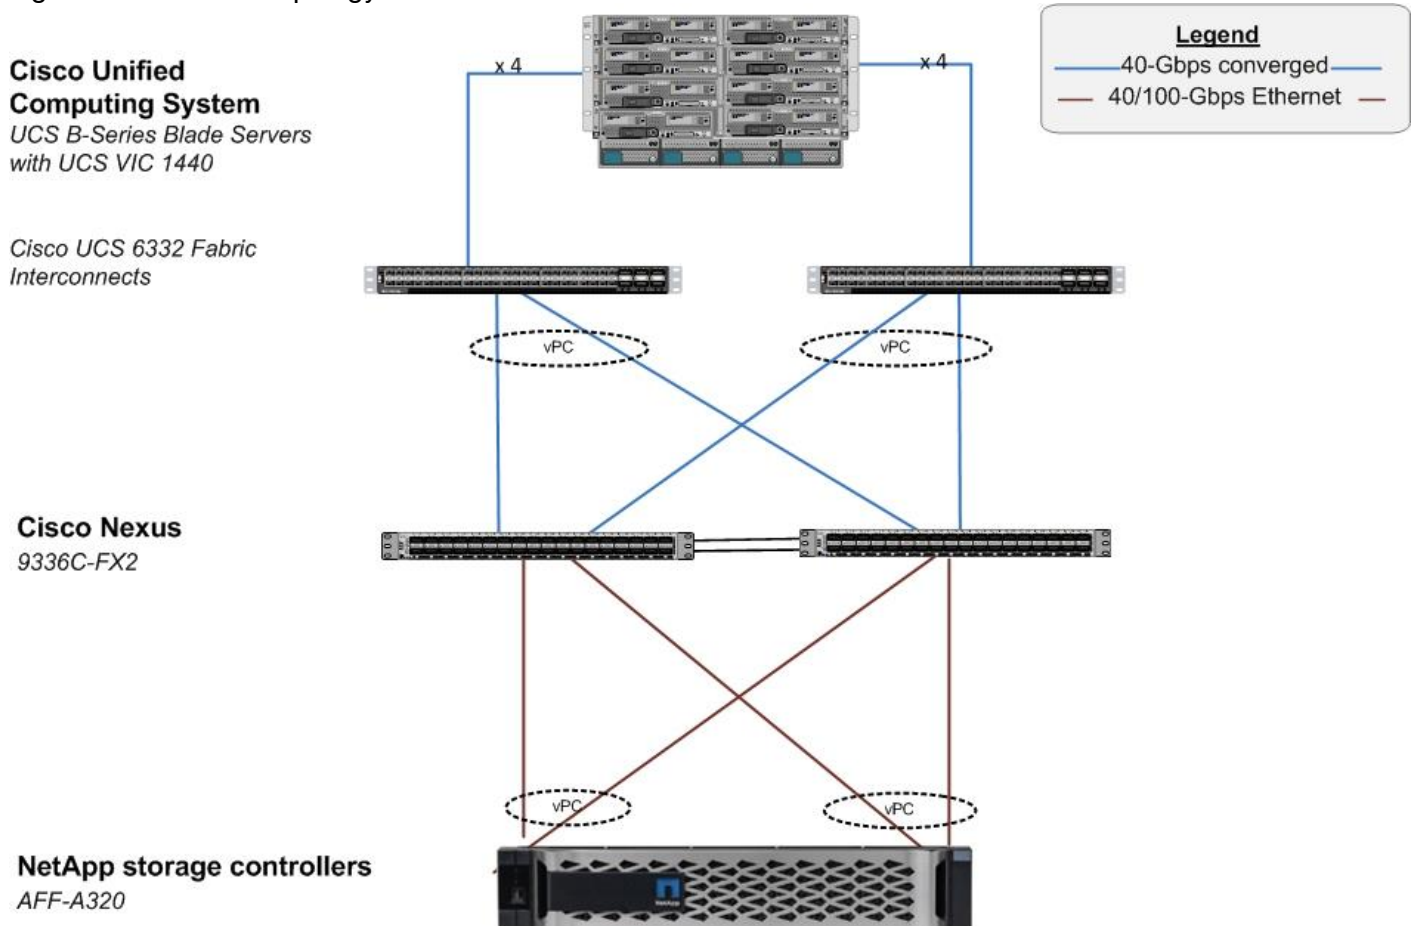 Legend
40-Gbps converged
40/100-Gbps Ethernet
Cisco Unified
Computing System
UCS B-Series Blade Servers
with UCS VIC 1440
x 4
x 4
Cisco UCS 6332 Fabric
Interconnects
vPC
vPC
Cisco Nexus
9336C-FX2
vPC
vPC
NetApp storage controllers
AFF-A320
NetApp